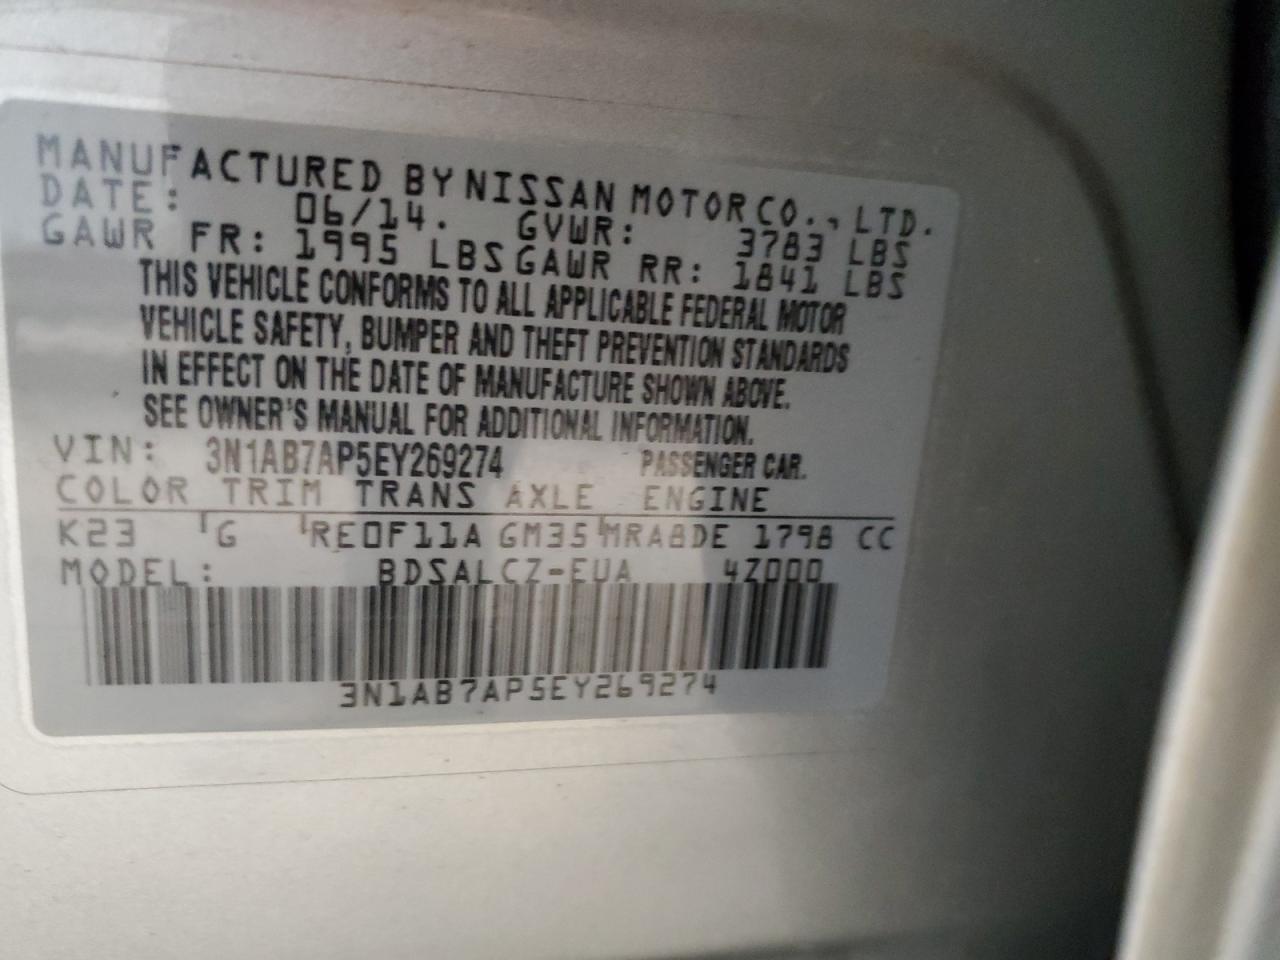 MANUFACTURED BY NISSAN MOTOR CO., LTD.
DATE: 06/14. GVWR: 3783 LBS
GAWR FR: 1995 LBS GAWR RR: 1841 LBS
THIS VEHICLE CONFORMS TO ALL APPLICABLE FEDERAL MOTOR
VEHICLE SAFETY, BUMPER AND THEFT PREVENTION STANDARDS
IN EFFECT ON THE DATE OF MANUFACTURE SHOWN ABOVE.
SEE OWNER'S MANUAL FOR ADDITIONAL INFORMATION.
VIN: 3N1AB7AP5EY269274 PASSENGER CAR.
COLOR TRIM TRANS AXLE ENGINE
K23 G RE0F11A GM35 MRA8DE 1798 CC
MODEL: BDSALCZ-EUA 4Z000
3N1AB7AP5EY269274